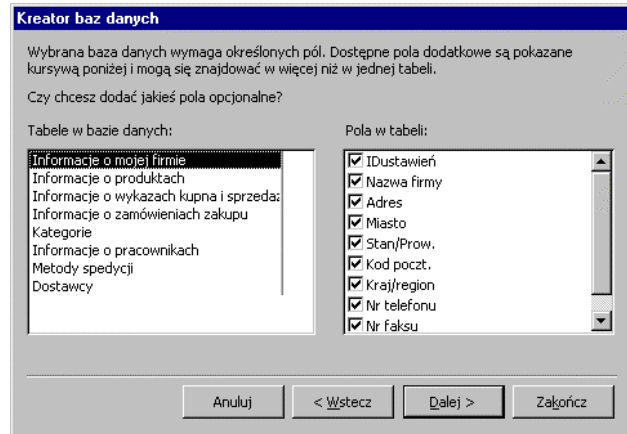 Kreator baz danych
Wybrana baza danych wymaga określonych pól. Dostępne pola dodatkowe są pokazane
kursywą poniżej i mogą się znajdować w więcej niż w jednej tabeli.
Czy chcesz dodać jakieś pola opcjonalne?
Tabele w bazie danych:
Informacje o mojej firmie
Informacje o produktach
Informacje o wykazach kupna i sprzedaż
Informacje o zamówieniach zakupu
Kategorie
Informacje o pracownikach
Metody spedycji
Dostawcy
Pola w tabeli:
IDustawień
Nazwa firmy
Adres
Miasto
Stan/Prow.
Kod poczt.
Kraj/region
Nr telefonu
Nr faksu
Anuluj
< Wstecz
Dalej >
Zakończ